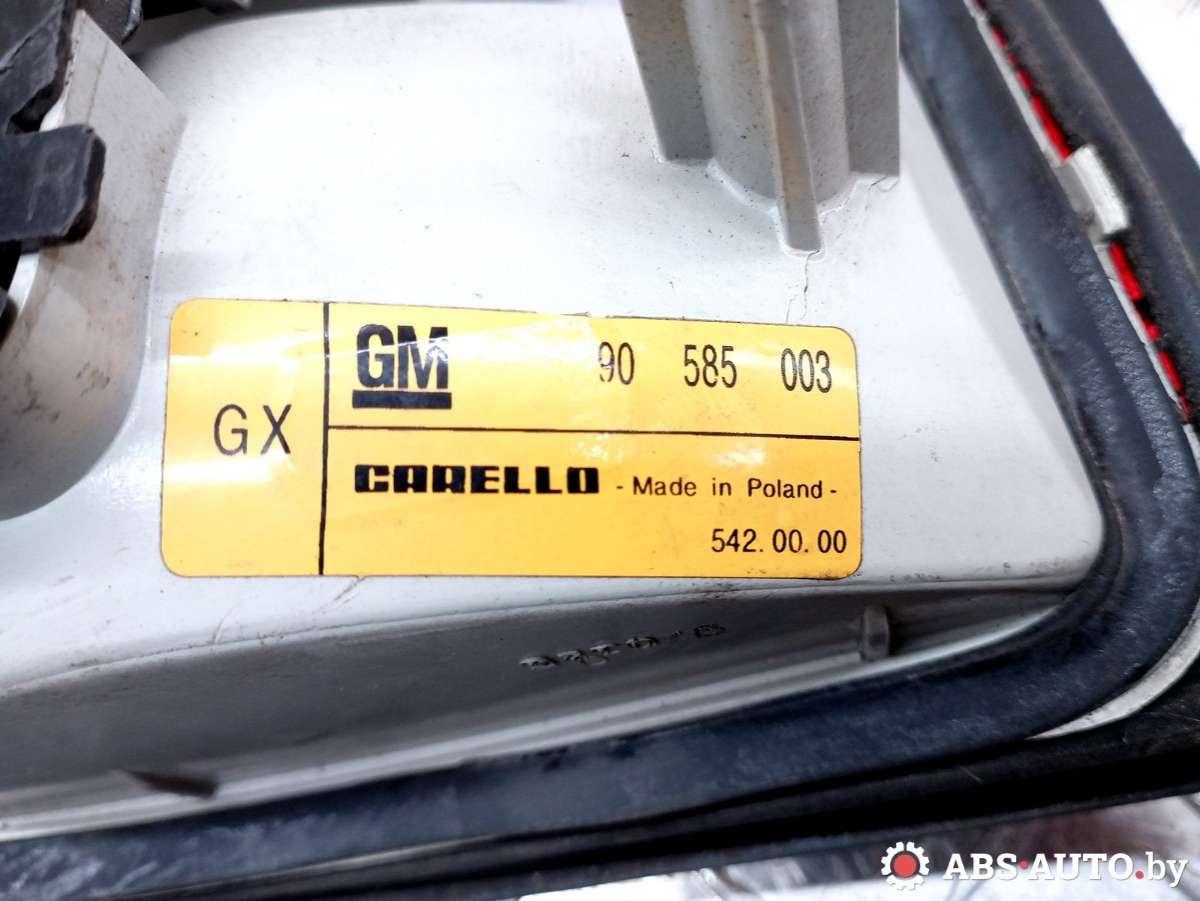 GX
GM 90 585 003
CARELLO - Made in Poland -
542.00.00
ABS-AUTO.by